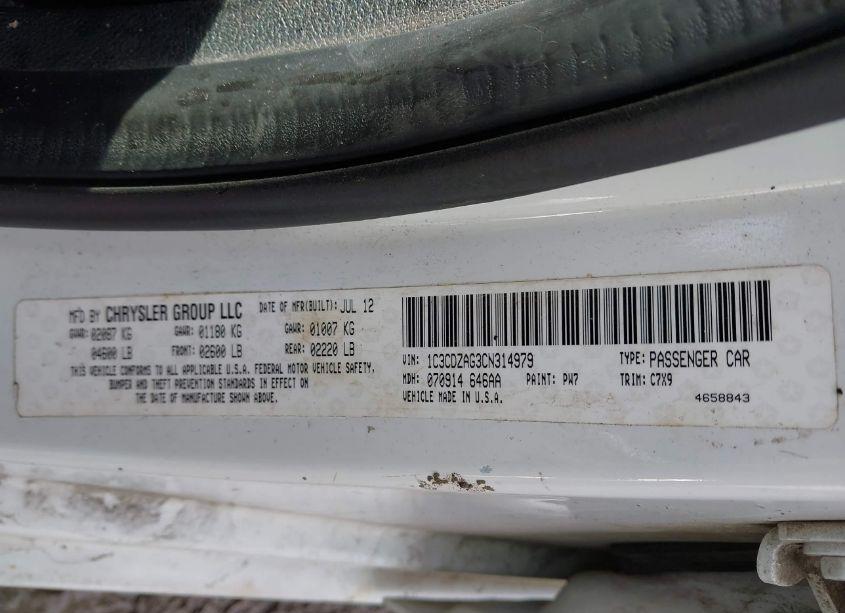 MFD BY CHRYSLER GROUP LLC DATE OF MFR(BUILT): JUL 12
GVWR: 02087 KG GAWR: 01180 KG GAWR: 01007 KG
04600 LB FRONT: 02600 LB REAR: 02220 LB
THIS VEHICLE CONFORMS TO ALL APPLICABLE U.S.A. FEDERAL MOTOR VEHICLE SAFETY,
BUMPER AND THEFT PREVENTION STANDARDS IN EFFECT ON
THE DATE OF MANUFACTURE SHOWN ABOVE.
VIN: 1C3CDZAG3CN314979 TYPE: PASSENGER CAR
MDH: 070914 646AA PAINT: PW7 TRIM: C7X9
VEHICLE MADE IN U.S.A. 4658843